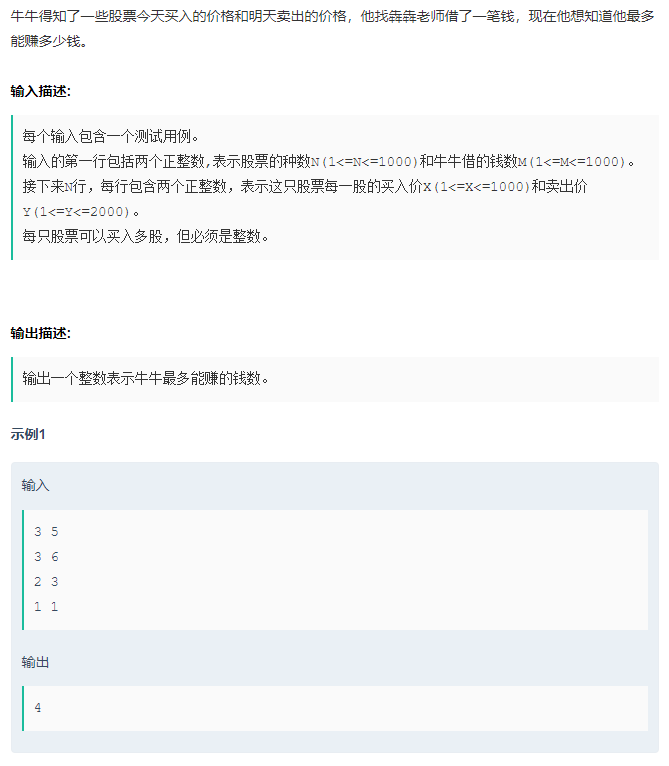 牛牛得知了一些股票今天买入的价格和明天卖出的价格，他找犇犇老师借了一笔钱，现在他想知道他最多
能赚多少钱。
输入描述:
每个输入包含一个测试用例。
输入的第一行包括两个正整数,表示股票的种数N(1<=N<=1000)和牛牛借的钱数M(1<=M<=1000)。
接下来N行，每行包含两个正整数，表示这只股票每一股的买入价X(1<=X<=1000)和卖出价
Y(1<=Y<=2000)。
每只股票可以买入多股，但必须是整数。
输出描述:
输出一个整数表示牛牛最多能赚的钱数。
示例1
输入
3 5
3 6
2 3
1 1
输出
4